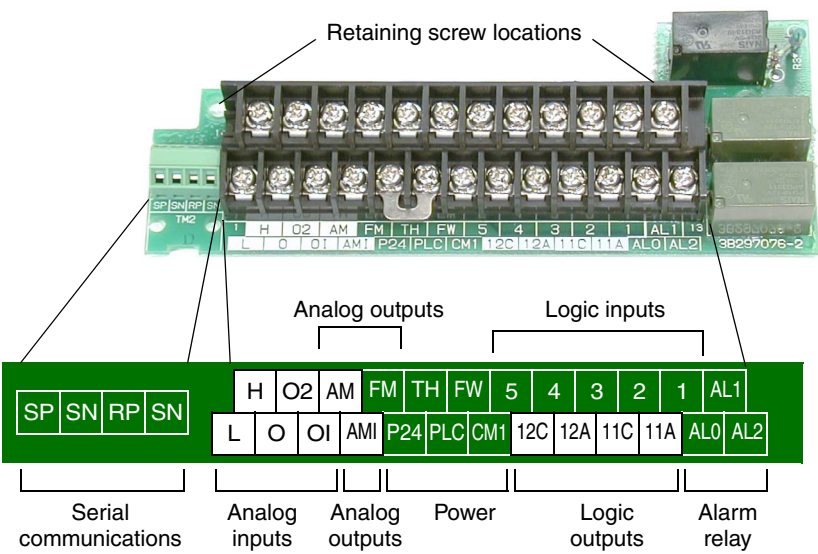 Retaining screw locations
SP SN RP SN
TM2
1 H O2 AM FM TH FW 5 4 3 2 1 AL1 13
L O OI AMI P24 PLC CM1 12C 12A 11C 11A AL0 AL2 3B297076-2
Analog outputs
Logic inputs
H O2 AM FM TH FW 5 4 3 2 1 AL1
SP SN RP SN
L O OI AMI P24 PLC CM1 12C 12A 11C 11A AL0 AL2
Serial
communications
Analog
inputs
Analog
outputs
Power
Logic
outputs
Alarm
relay